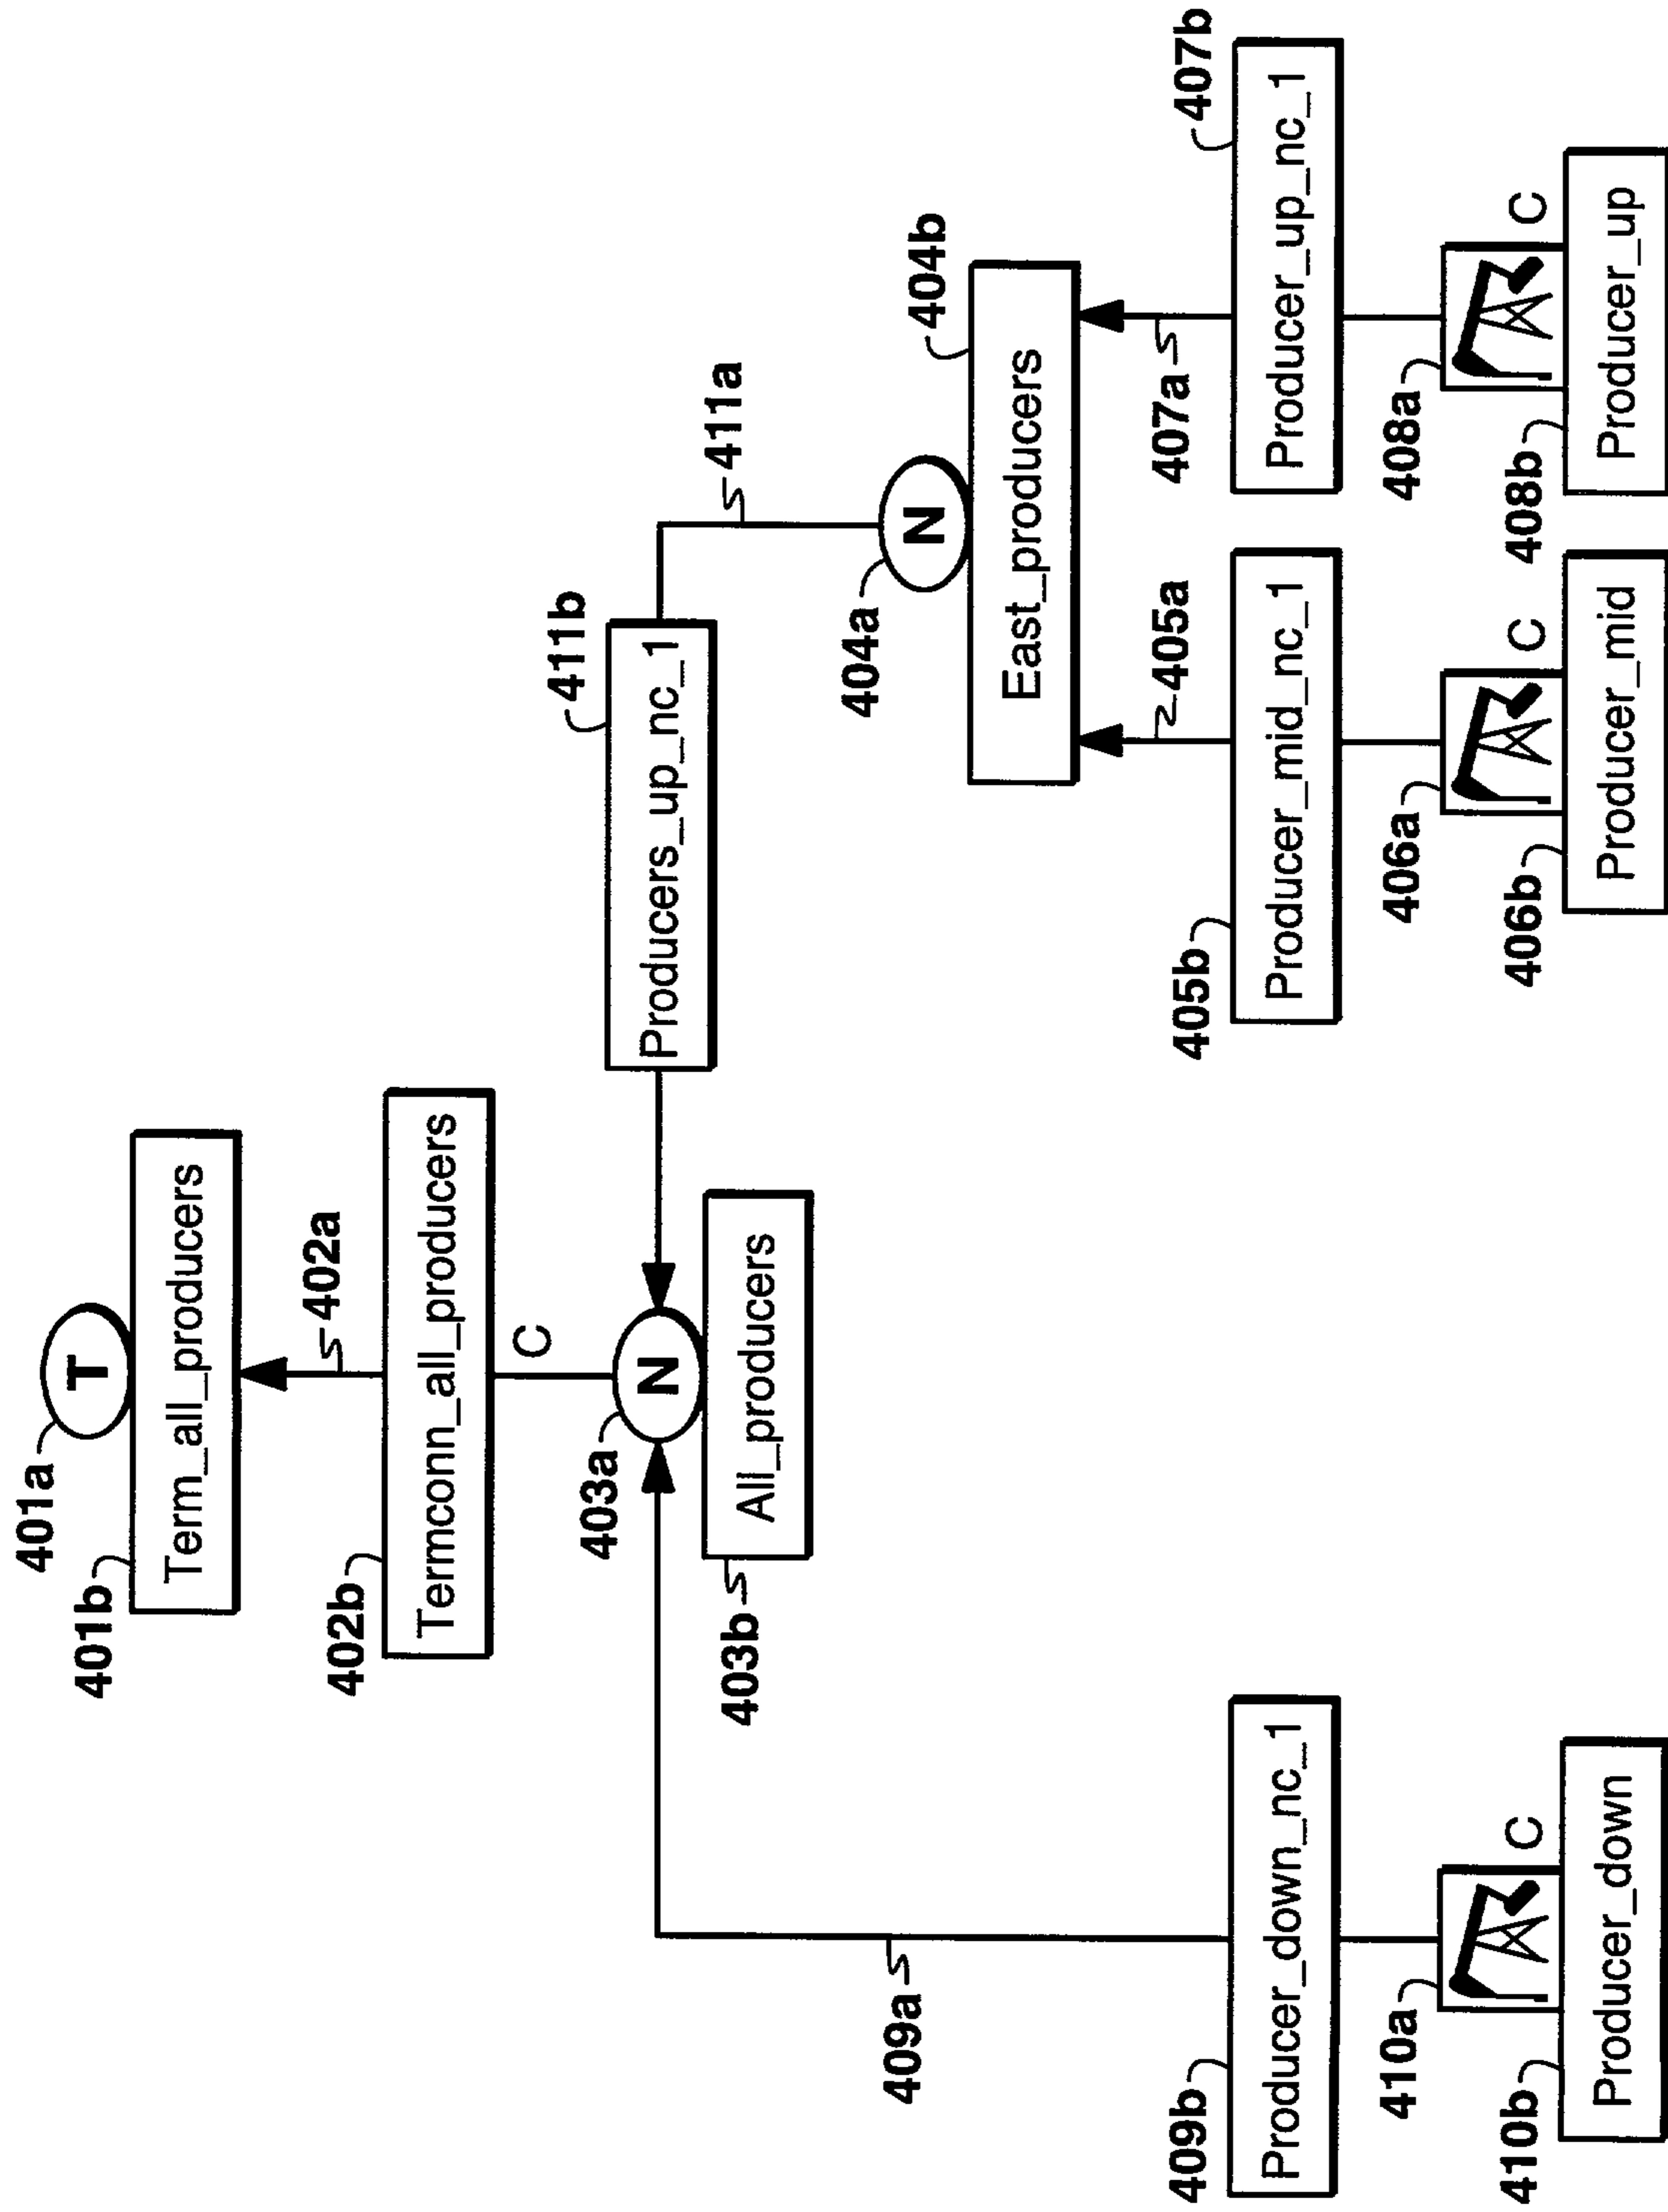 401a
T
401b
Term_all_producers
402a
402b
Termconn_all_producers
C
403a
N
403b
All_producers
411b
Producers_up_nc_1
411a
404a
N
404b
East_producers
409a
405a
407a
409b
Producer_down_nc_1
405b
Producer_mid_nc_1
407b
Producer_up_nc_1
410a
C
410b
Producer_down
406a
C
406b
Producer_mid
408a
C
408b
Producer_up